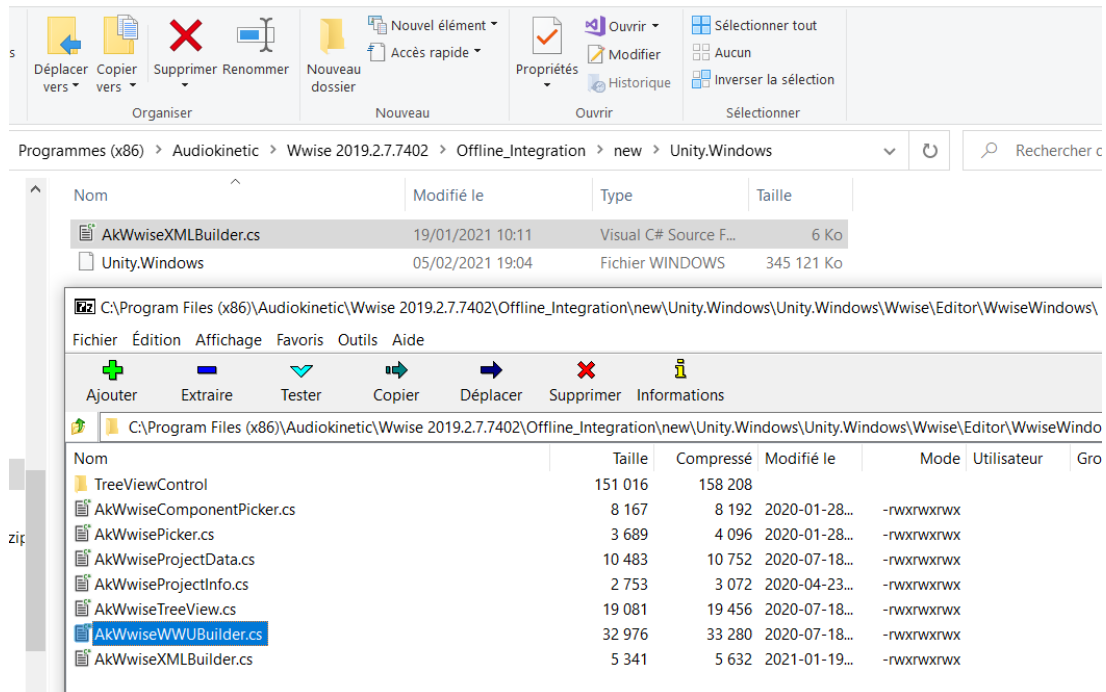 Nouvel élément
Ouvrir
Sélectionner tout
Accès rapide
Modifier
Aucun
s
Déplacer vers
Copier vers
Supprimer
Renommer
Nouveau dossier
Propriétés
Historique
Inverser la sélection
Organiser
Nouveau
Ouvrir
Sélectionner
Programmes (x86) > Audiokinetic > Wwise 2019.2.7.7402 > Offline_Integration > new > Unity.Windows
Rechercher
Nom Modifié le Type Taille
AkWwiseXMLBuilder.cs 19/01/2021 10:11 Visual C# Source F... 6 Ko
Unity.Windows 05/02/2021 19:04 Fichier WINDOWS 345 121 Ko
C:\Program Files (x86)\Audiokinetic\Wwise 2019.2.7.7402\Offline_Integration\new\Unity.Windows\Unity.Windows\Wwise\Editor\WwiseWindows\
Fichier Édition Affichage Favoris Outils Aide
Ajouter Extraire Tester Copier Déplacer Supprimer Informations
C:\Program Files (x86)\Audiokinetic\Wwise 2019.2.7.7402\Offline_Integration\new\Unity.Windows\Unity.Windows\Wwise\Editor\WwiseWindo
Nom Taille Compressé Modifié le Mode Utilisateur Gro
TreeViewControl 151 016 158 208
AkWwiseComponentPicker.cs 8 167 8 192 2020-01-28... -rwxrwxrwx
zip
AkWwisePicker.cs 3 689 4 096 2020-01-28... -rwxrwxrwx
AkWwiseProjectData.cs 10 483 10 752 2020-07-18... -rwxrwxrwx
AkWwiseProjectInfo.cs 2 753 3 072 2020-04-23... -rwxrwxrwx
AkWwiseTreeView.cs 19 081 19 456 2020-07-18... -rwxrwxrwx
AkWwiseWWUBuilder.cs 32 976 33 280 2020-07-18... -rwxrwxrwx
AkWwiseXMLBuilder.cs 5 341 5 632 2021-01-19... -rwxrwxrwx